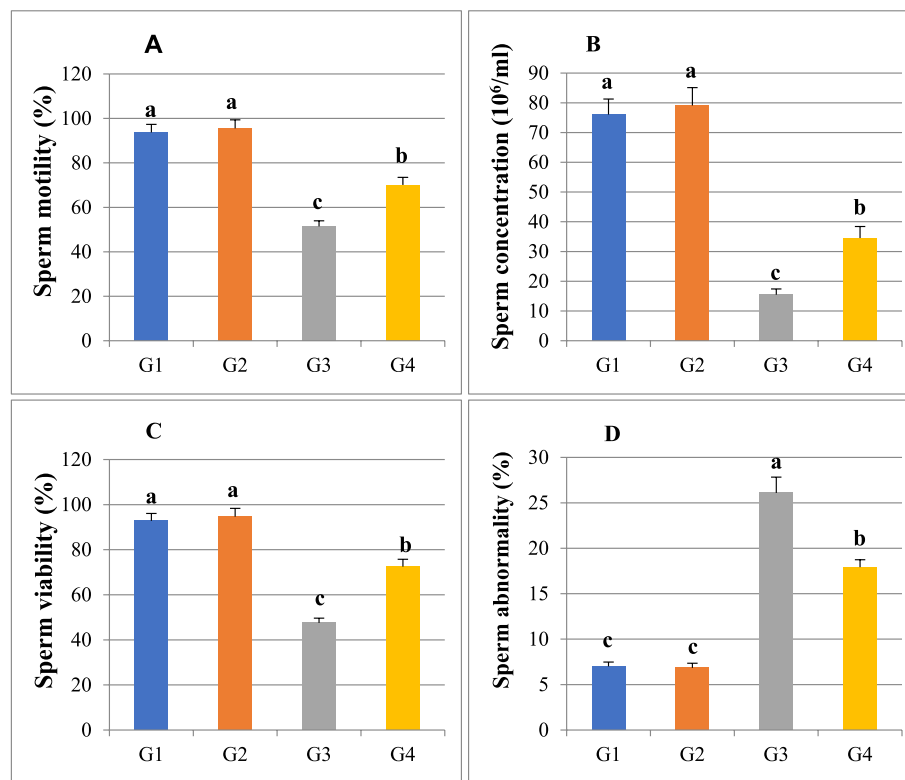 A
Sperm motility (%)
120
100
80
60
40
20
0
a
a
c
b
G1 G2 G3 G4
B
Sperm concentration (10⁶/ml)
90
80
70
60
50
40
30
20
10
0
a
a
c
b
G1 G2 G3 G4
C
Sperm viability (%)
120
100
80
60
40
20
0
a
a
c
b
G1 G2 G3 G4
D
Sperm abnormality (%)
30
25
20
15
10
5
0
c
c
a
b
G1 G2 G3 G4